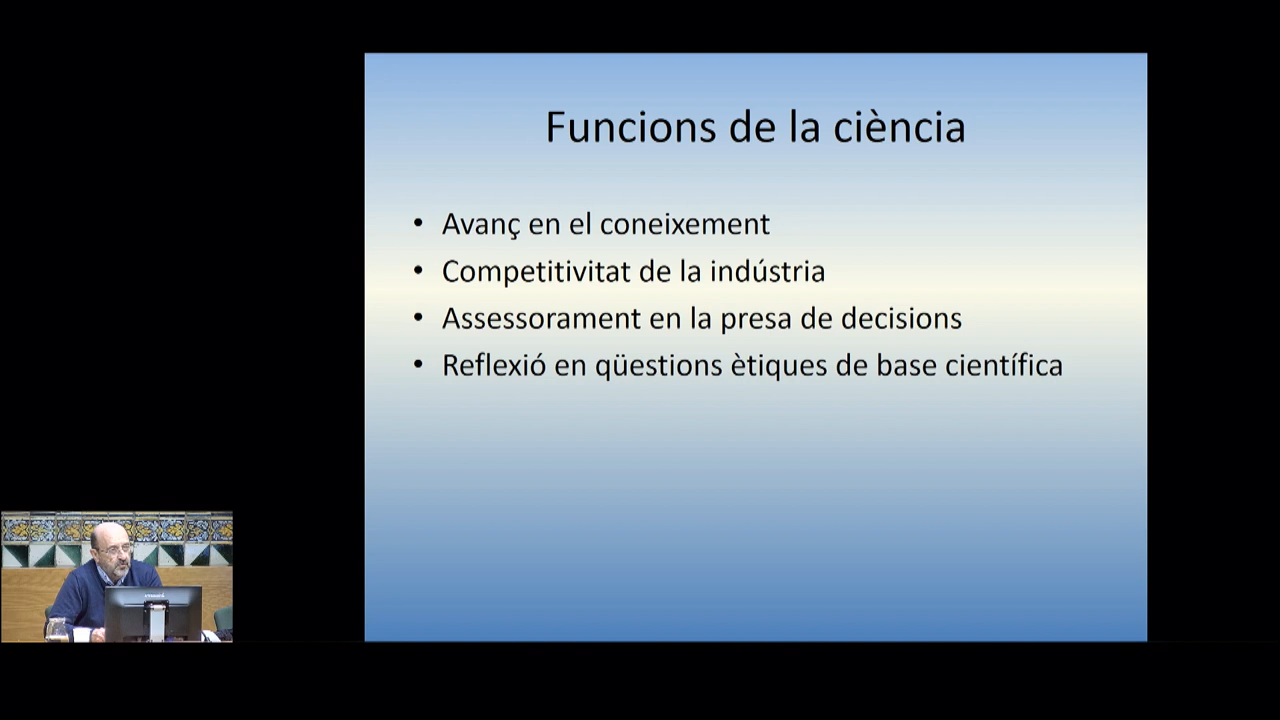 Funcions de la ciència
• Avanç en el coneixement
• Competitivitat de la indústria
• Assessorament en la presa de decisions
• Reflexió en qüestions ètiques de base científica